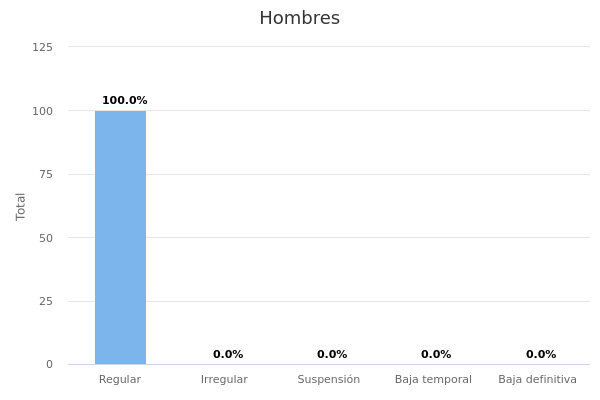 Hombres
125
100
75
50
25
0
Total
100.0%
0.0%
0.0%
0.0%
0.0%
Regular
Irregular
Suspensión
Baja temporal
Baja definitiva